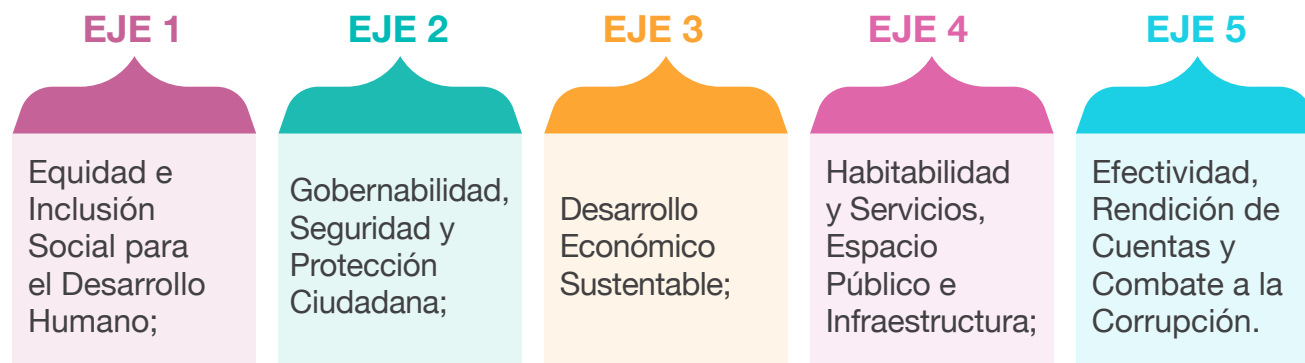 EJE 1
Equidad e
Inclusión
Social para
el Desarrollo
Humano;
EJE 2
Gobernabilidad,
Seguridad y
Protección
Ciudadana;
EJE 3
Desarrollo
Económico
Sustentable;
EJE 4
Habitabilidad
y Servicios,
Espacio
Público e
Infraestructura;
EJE 5
Efectividad,
Rendición de
Cuentas y
Combate a la
Corrupción.